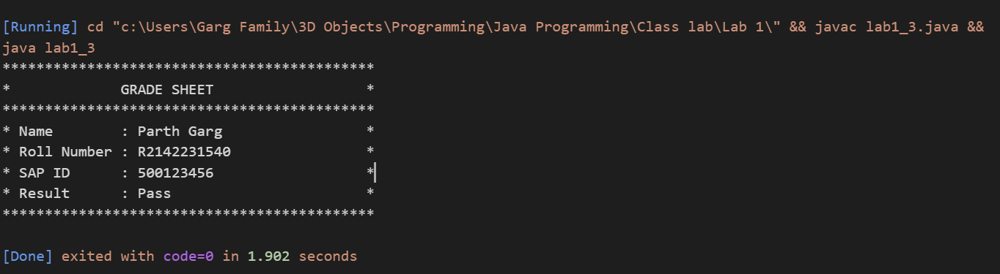 [Running] cd "c:\Users\Garg Family\3D Objects\Programming\Java Programming\Class lab\Lab 1\" && javac lab1_3.java &&
java lab1_3
********************************************
*             GRADE SHEET                  *
********************************************
* Name        : Parth Garg                 *
* Roll Number : R2142231540                *
* SAP ID      : 500123456                  *
* Result      : Pass                       *
********************************************
[Done] exited with code=0 in 1.902 seconds